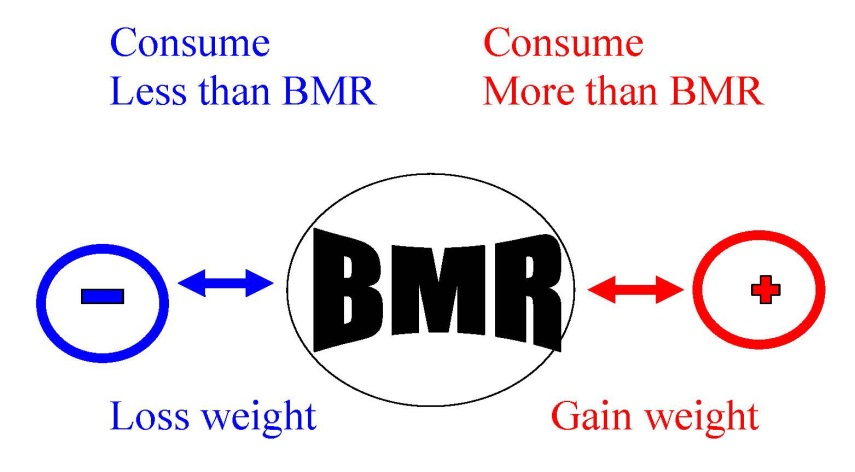 Consume
Less than BMR
Consume
More than BMR
BMR
Loss weight
Gain weight